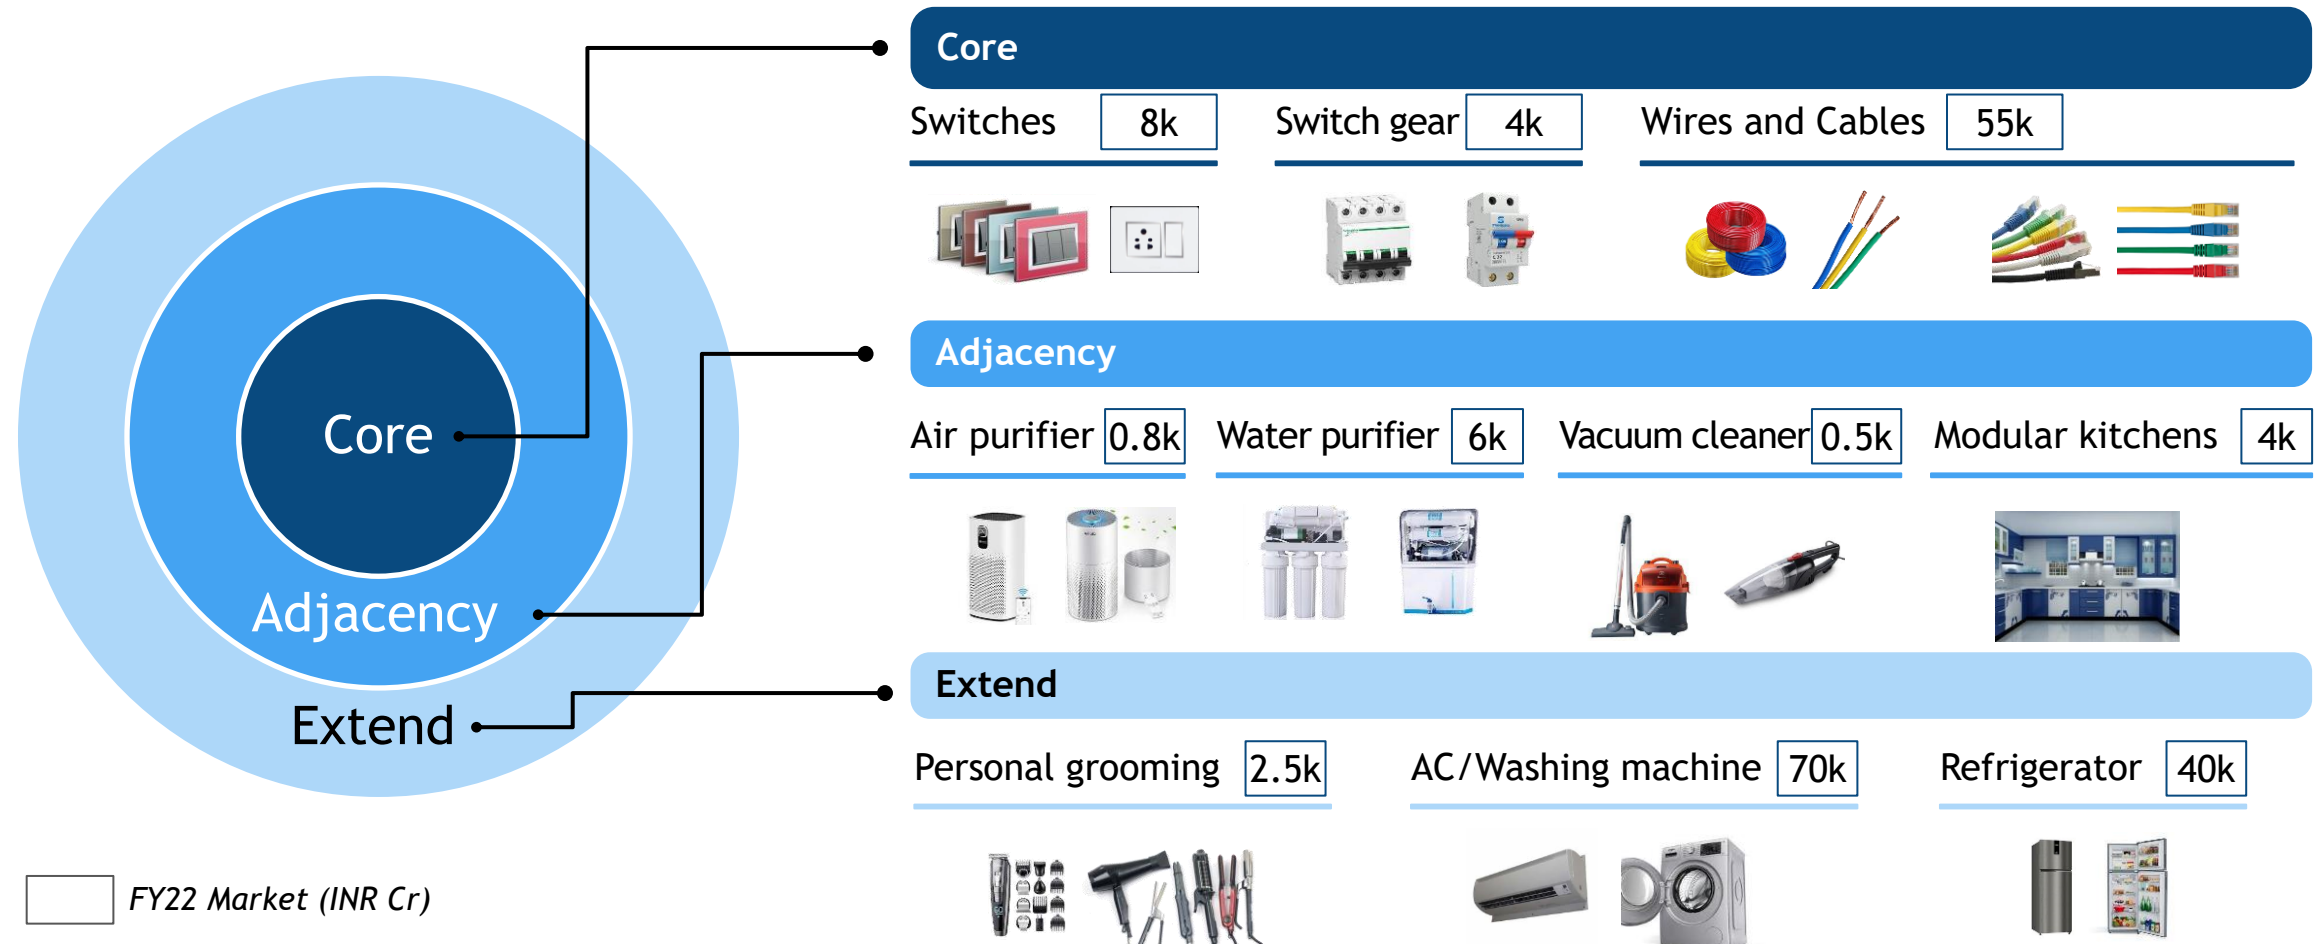 Core
Switches 8k
Switch gear 4k
Wires and Cables 55k
Adjacency
Air purifier 0.8k
Water purifier 6k
Vacuum cleaner 0.5k
Modular kitchens 4k
Extend
Personal grooming 2.5k
AC/Washing machine 70k
Refrigerator 40k
Core
Adjacency
Extend
FY22 Market (INR Cr)